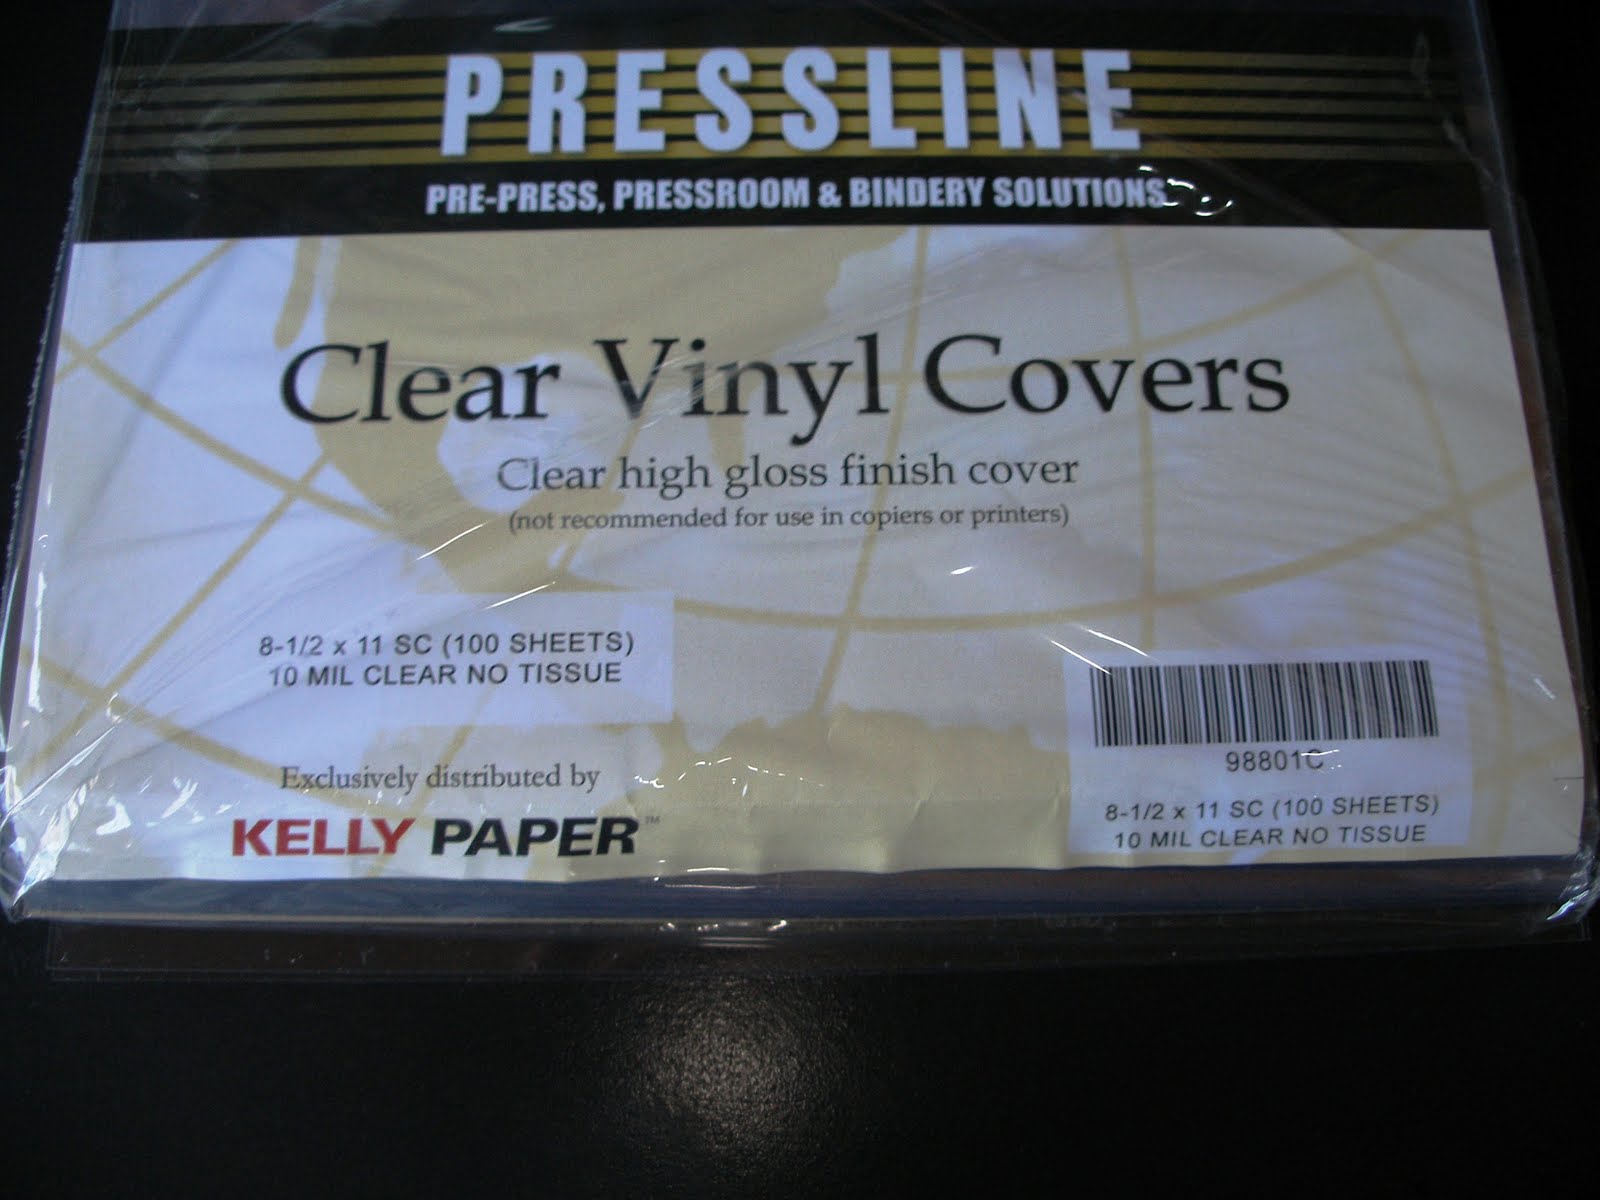 PRESSLINE
PRE-PRESS, PRESSROOM & BINDERY SOLUTIONS
Clear Vinyl Covers
Clear high gloss finish cover
(not recommended for use in copiers or printers)
8-1/2 x 11 SC (100 SHEETS)
10 MIL CLEAR NO TISSUE
Exclusively distributed by
KELLY PAPER™
98801C
8-1/2 x 11 SC (100 SHEETS)
10 MIL CLEAR NO TISSUE